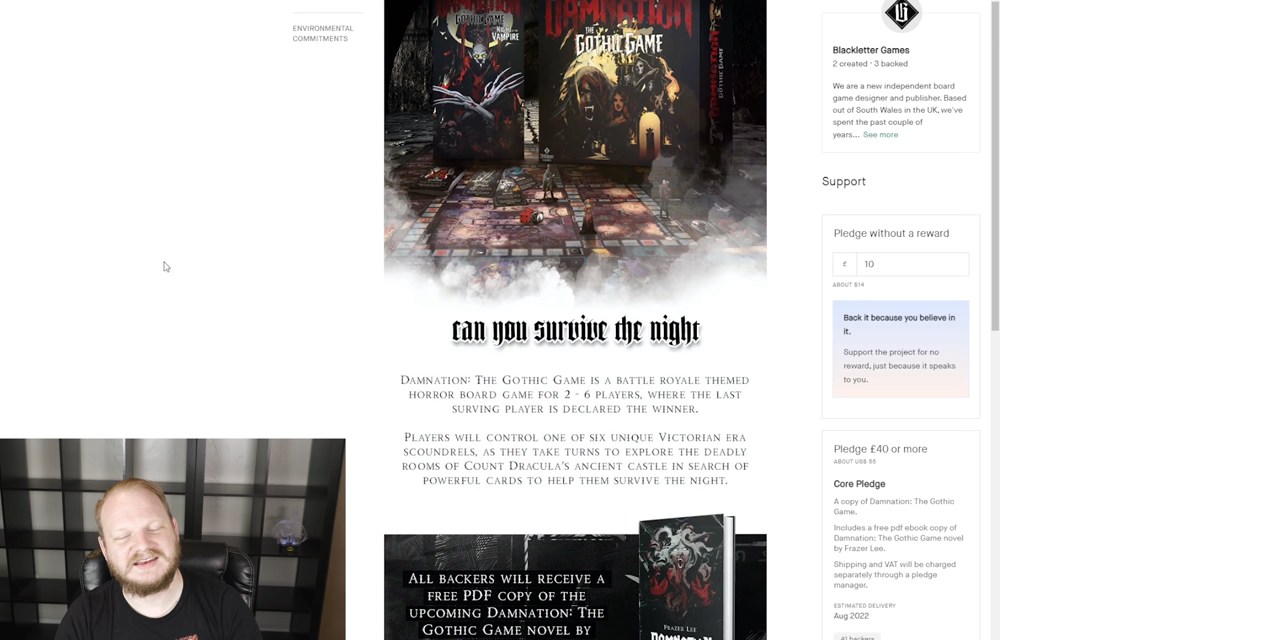 ENVIRONMENTAL
COMMITMENTS
GOTHIC GAME
VAMPIRE
DAMNATION
THE
GOTHIC GAME
GOTHIC GAME
can you survive the night
Damnation: The Gothic Game is a battle royale themed
horror board game for 2 - 6 players, where the last
surving player is declared the winner.
Players will control one of six unique Victorian era
scoundrels, as they take turns to explore the deadly
rooms of Count Dracula's ancient castle in search of
powerful cards to help them survive the night.
All backers will receive a
free PDF copy of the
upcoming Damnation: The
Gothic Game novel by
FRAZER LEE
DAMNATION
Blackletter Games
2 created · 3 backed
We are a new independent board
game designer and publisher. Based
out of South Wales in the UK, we've
spent the past couple of
years... See more
Support
Pledge without a reward
£ 10
ABOUT $14
Back it because you believe in
it.
Support the project for no
reward, just because it speaks
to you.
Pledge £40 or more
ABOUT US$ 55
Core Pledge
A copy of Damnation: The Gothic
Game.
Includes a free pdf ebook copy of
Damnation: The Gothic Game novel
by Frazer Lee.
Shipping and VAT will be charged
separately through a pledge
manager.
ESTIMATED DELIVERY
Aug 2022
41 backers